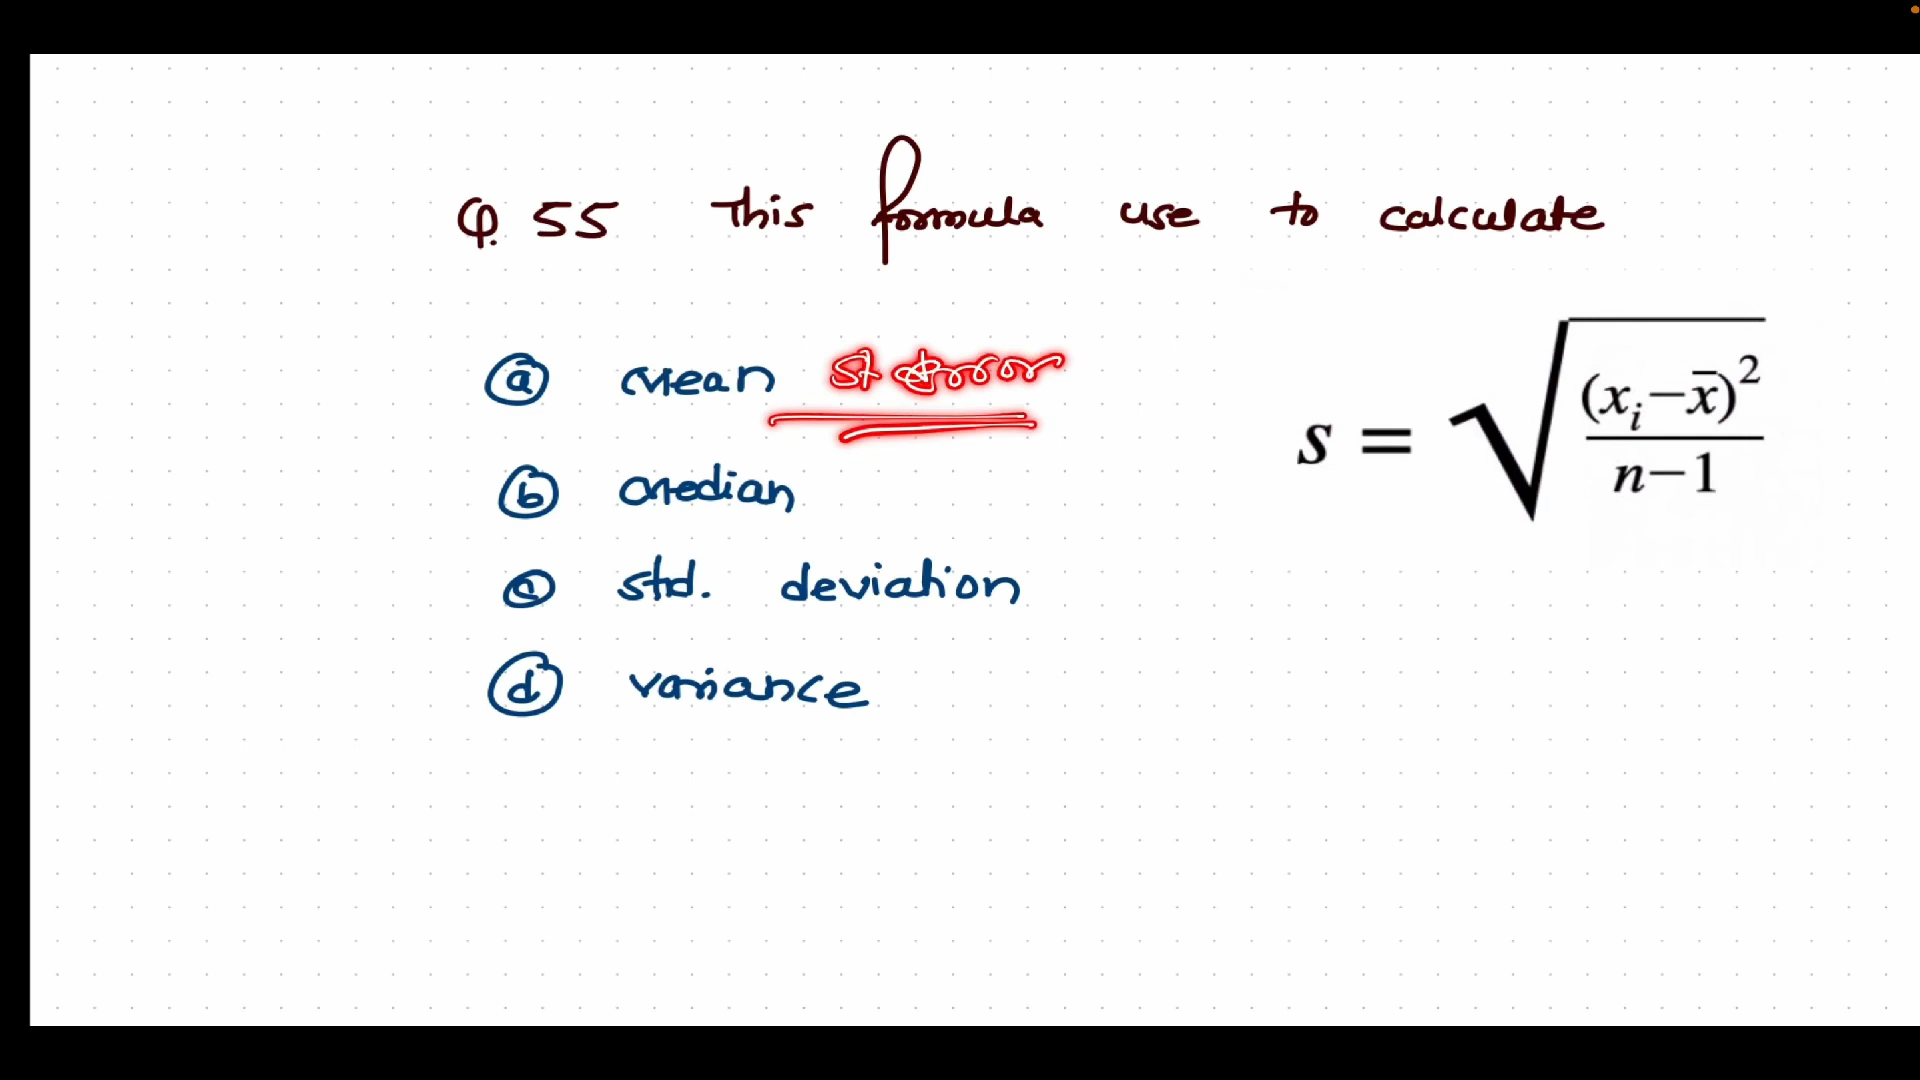 Q. 55 This formula use to calculate
ⓐ Mean St Error
ⓑ Median
ⓒ std. deviation
ⓓ variance
s = √((xᵢ−x̄)²/(n−1))